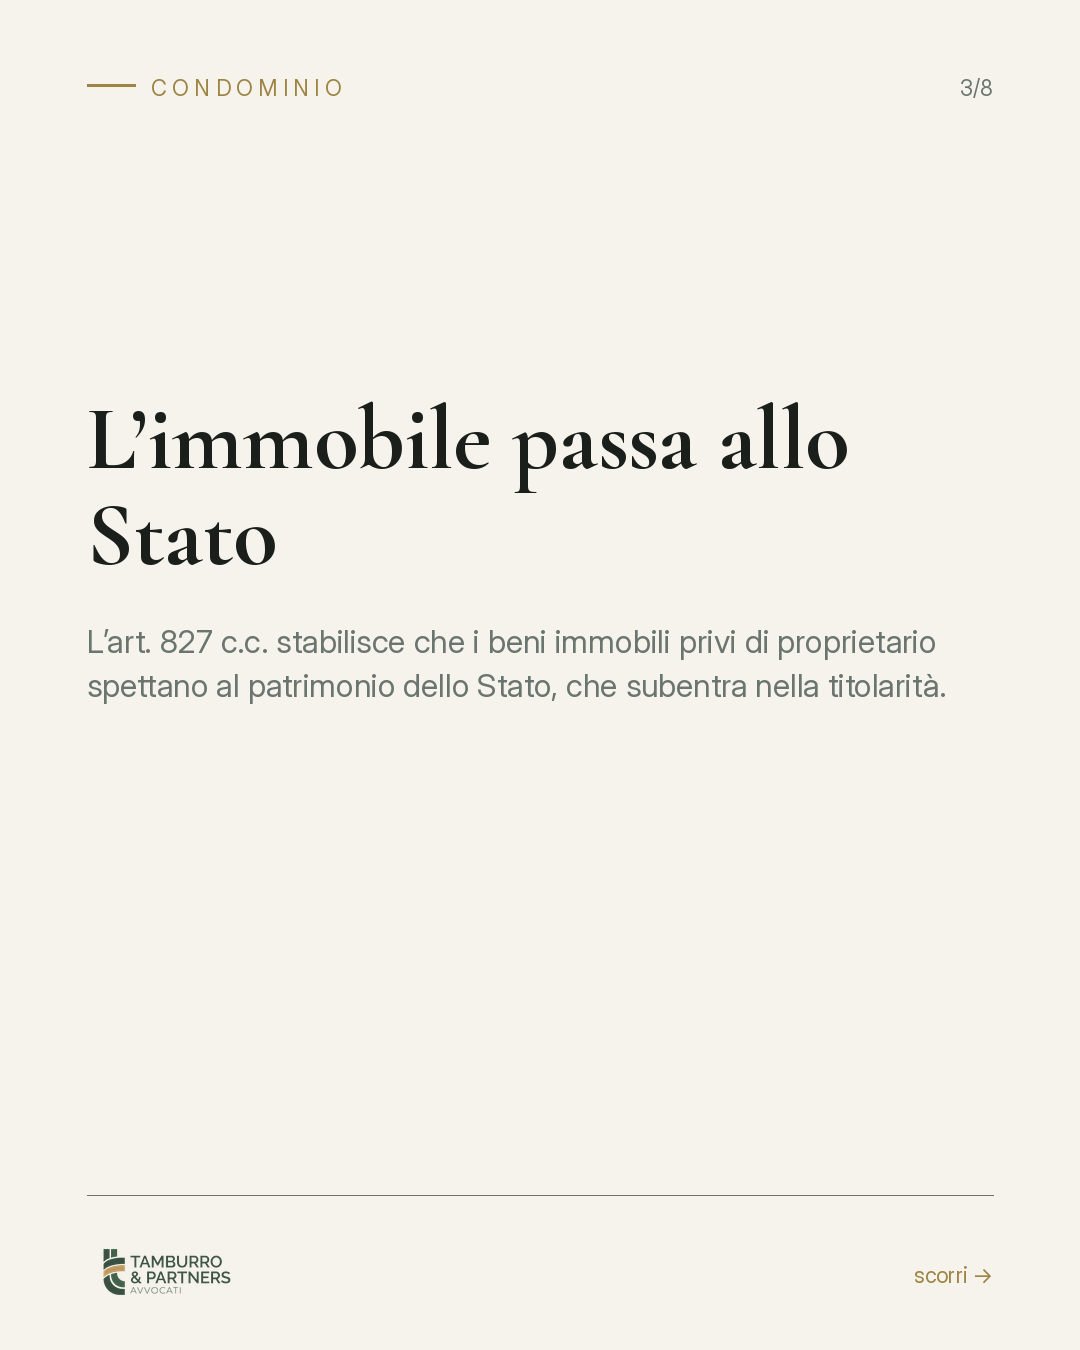 CONDOMINIO
3/8
L’immobile passa allo
Stato
L’art. 827 c.c. stabilisce che i beni immobili privi di proprietario
spettano al patrimonio dello Stato, che subentra nella titolarità.
TAMBURRO
& PARTNERS
AVVOCATI
scorri →